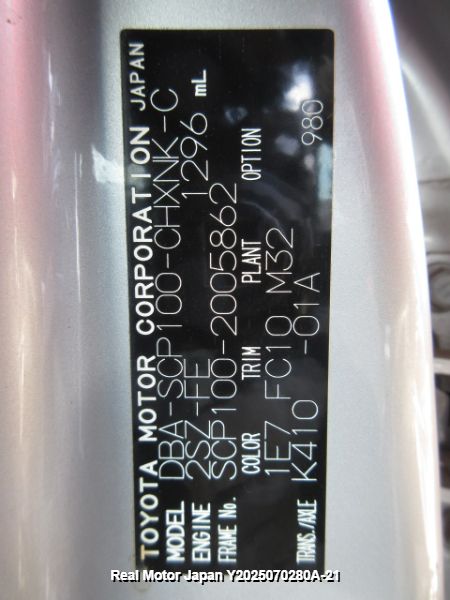 TOYOTA MOTOR CORPORATION JAPAN
MODEL DBA-SCP100-CHXNK-C
ENGINE 2SZ-FE 1296 mL
FRAME No. SCP100-2005862
COLOR TRIM PLANT OPTION
1E7 FC10 M32 980
TRANS./AXLE K410 -01A
Real Motor Japan Y2025070280A-21